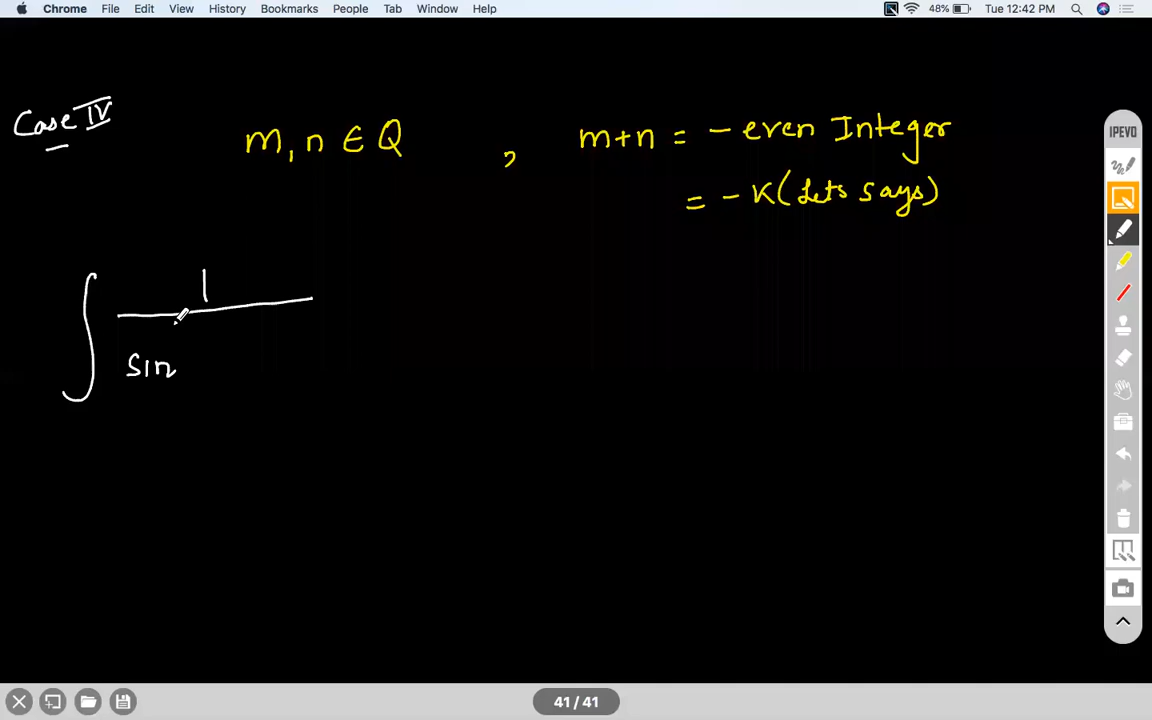 Chrome File Edit View History Bookmarks People Tab Window Help 48% Tue 12:42 PM
Case IV
m, n ∈ Q , m+n = - even Integer
= - K (Lets says)
IPEVO
∫ 1
sin
41 / 41